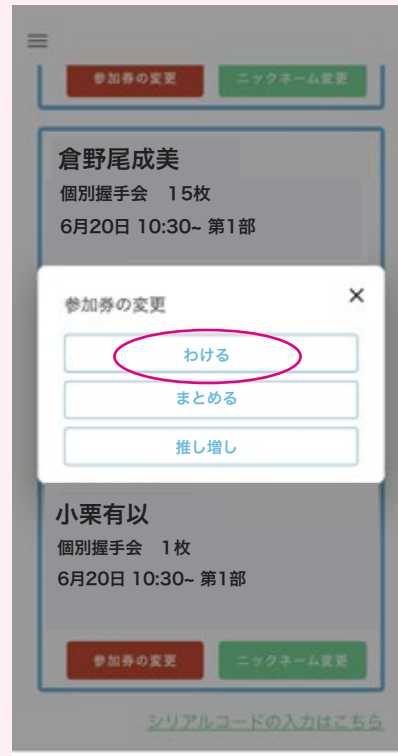 参加券の変更 ニックネーム変更
倉野尾成美
個別握手会　15枚
6月20日 10:30~ 第1部
参加券の変更 ×
わける
まとめる
推し増し
小栗有以
個別握手会　1枚
6月20日 10:30~ 第1部
参加券の変更 ニックネーム変更
シリアルコードの入力はこちら